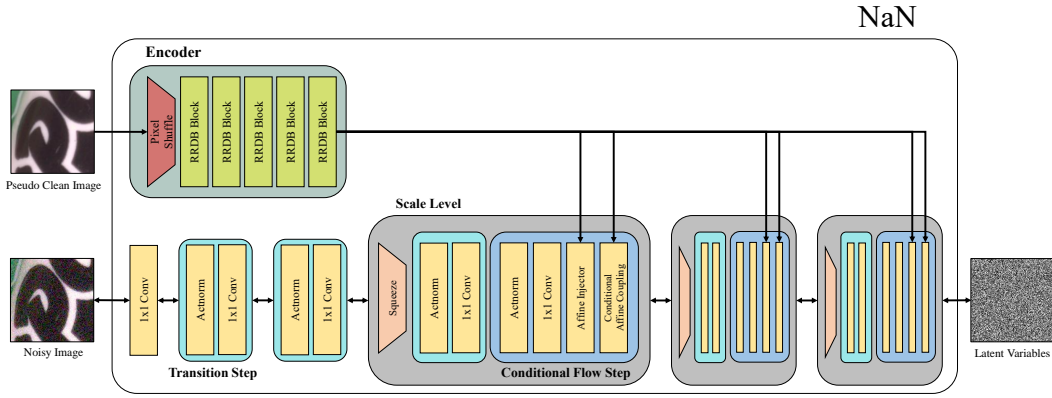 NaN
Encoder
Pixel
Shuffle
RRDB Block
RRDB Block
RRDB Block
RRDB Block
RRDB Block
Pseudo Clean Image
Scale Level
1x1 Conv
Actnorm
1x1 Conv
Actnorm
1x1 Conv
Squeeze
Actnorm
1x1 Conv
Actnorm
1x1 Conv
Affine Injector
Conditional
Affine Coupling
Noisy Image
Transition Step
Conditional Flow Step
Latent Variables